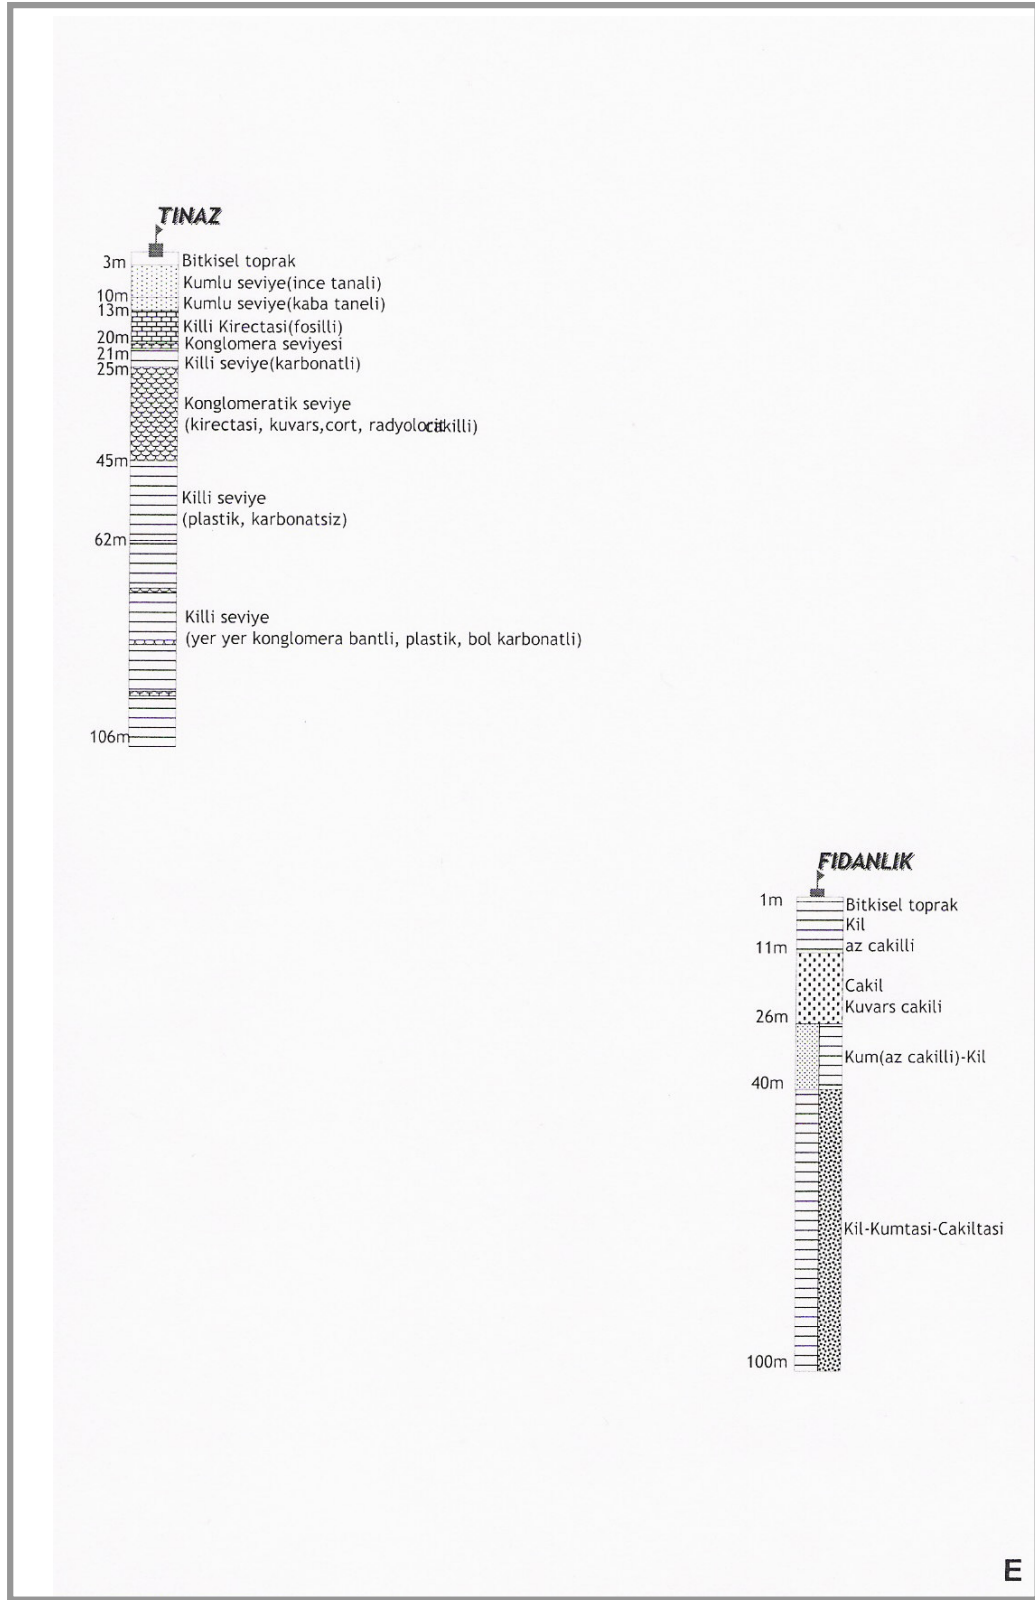 TINAZ
3m Bitkisel toprak
Kumlu seviye(ince tanali)
10m Kumlu seviye(kaba taneli)
13m
Killi Kirectasi(fosilli)
20m Konglomera seviyesi
21m Killi seviye(karbonatli)
25m
Konglomeratik seviye
(kirectasi, kuvars,cort, cakilli)
45m
Killi seviye
(plastik, karbonatsiz)
62m
Killi seviye
(yer yer konglomera bantli, plastik, bol karbonatli)
106m
FIDANLIK
1m Bitkisel toprak
Kil
11m az cakilli
Cakil
Kuvars cakili
26m
Kum(az cakilli)-Kil
40m
Kil-Kumtasi-Cakiltasi
100m
E